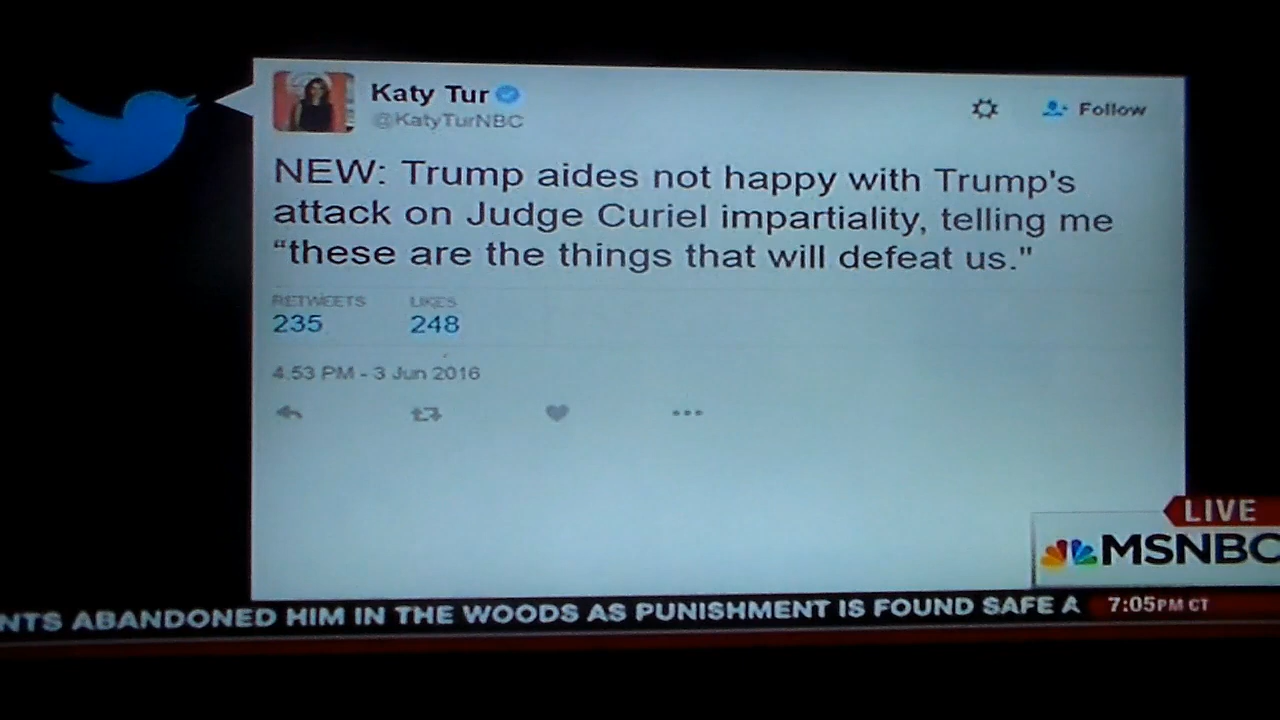 Katy Tur
@KatyTurNBC
Follow
NEW: Trump aides not happy with Trump's
attack on Judge Curiel impartiality, telling me
“these are the things that will defeat us."
RETWEETS LIKES
235 248
4:53 PM - 3 Jun 2016
LIVE
MSNBC
NTS ABANDONED HIM IN THE WOODS AS PUNISHMENT IS FOUND SAFE A 7:05PM CT